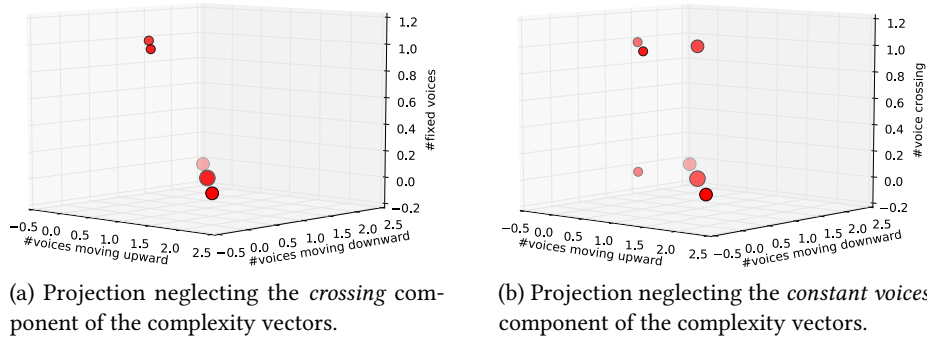 1.2
1.0
0.8
0.6
0.4
0.2
0.0
−0.2
#fixed voices
−0.5 0.0 0.5 1.0 1.5 2.0 2.5
#voices moving upward
−0.5 0.0 0.5 1.0 1.5 2.0 2.5
#voices moving downward
1.2
1.0
0.8
0.6
0.4
0.2
0.0
−0.2
#voice crossing
−0.5 0.0 0.5 1.0 1.5 2.0 2.5
#voices moving upward
−0.5 0.0 0.5 1.0 1.5 2.0 2.5
#voices moving downward
(a) Projection neglecting the crossing com-
ponent of the complexity vectors.
(b) Projection neglecting the constant voices
component of the complexity vectors.